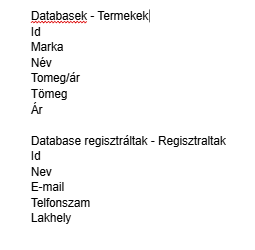 Databasek - Termekek
Id
Marka
Név
Tomeg/ár
Tömeg
Ár
Database regisztráltak - Regisztraltak
Id
Nev
E-mail
Telfonszam
Lakhely